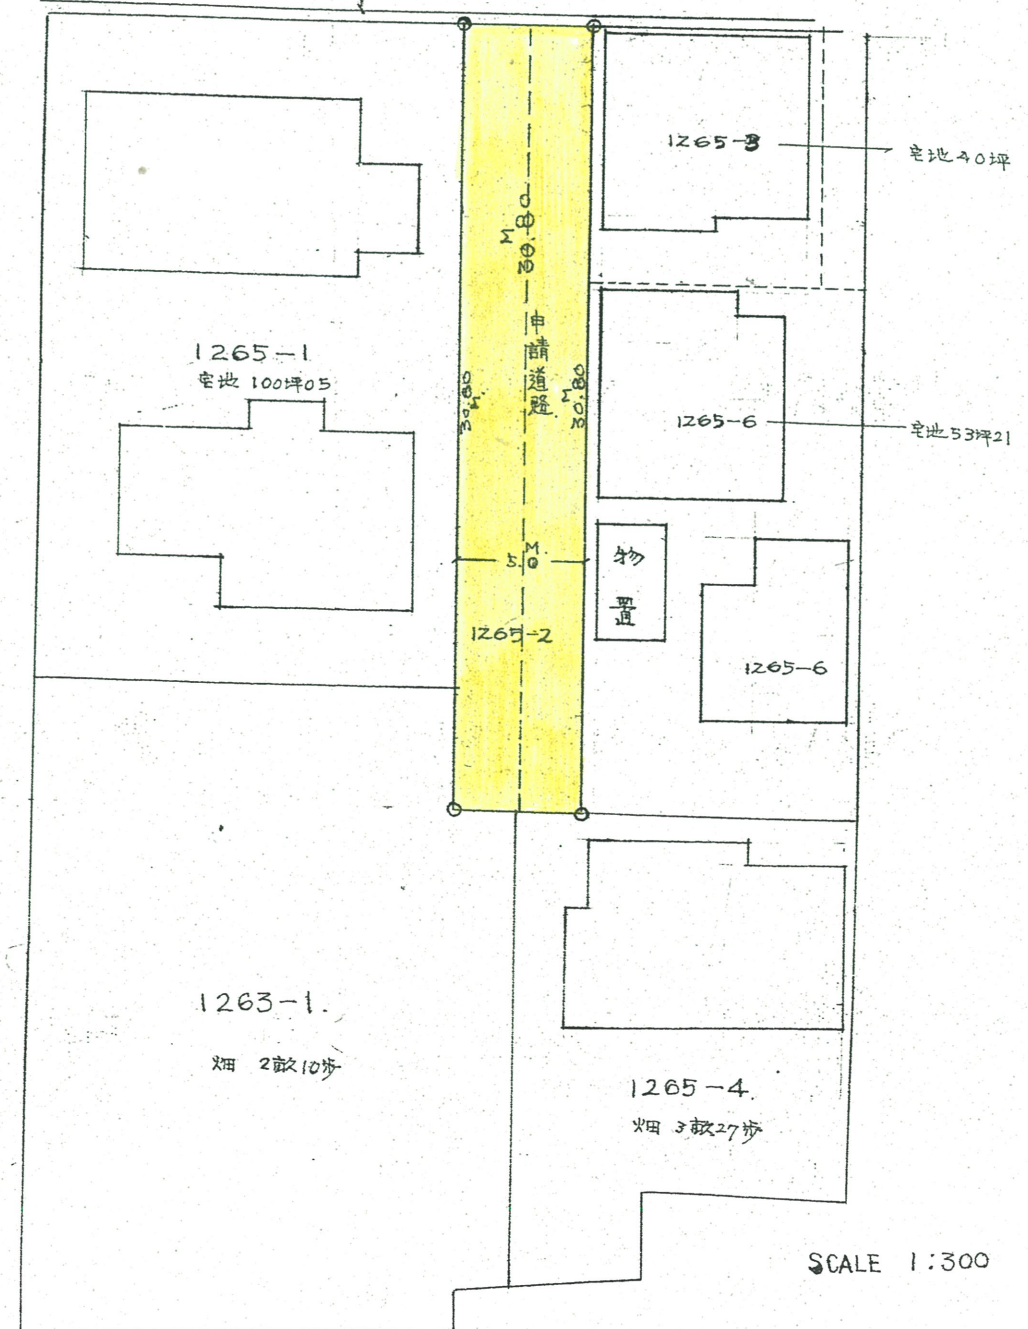 1265-3
宅地40坪
30.80
M
申請道路
1265-1
宅地 100坪05
30.80
M.
M
30.80
1265-6
宅地53坪21
M.
5.0
物
置
1265-2
1265-6
1263-1.
畑 2畝10歩
1265-4.
畑 3畝27歩
SCALE 1:300